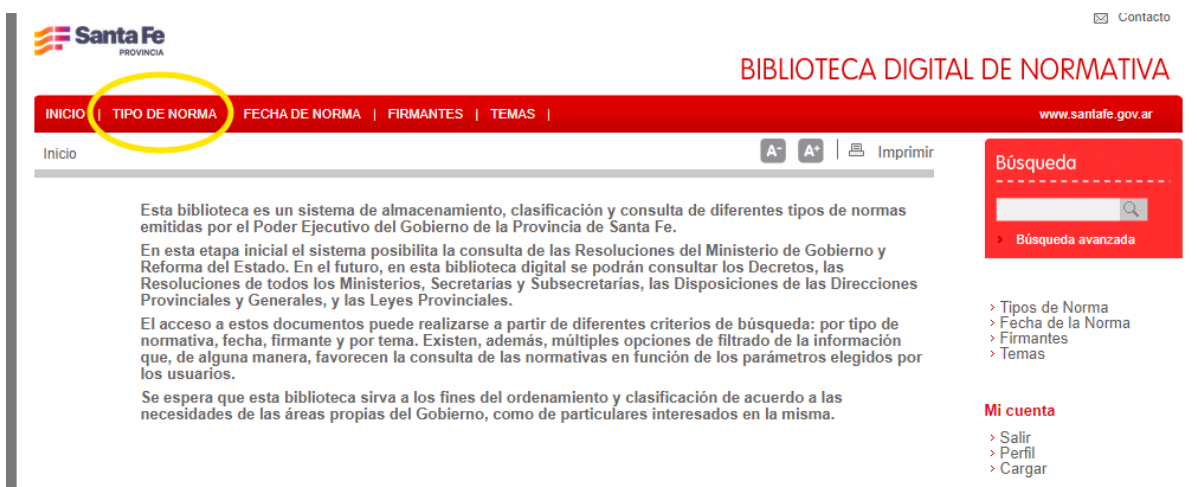 Contacto
Santa Fe
PROVINCIA
BIBLIOTECA DIGITAL DE NORMATIVA
INICIO | TIPO DE NORMA FECHA DE NORMA | FIRMANTES | TEMAS |
www.santafe.gov.ar
Inicio
A- A+ | Imprimir
Búsqueda
Búsqueda avanzada
Esta biblioteca es un sistema de almacenamiento, clasificación y consulta de diferentes tipos de normas
emitidas por el Poder Ejecutivo del Gobierno de la Provincia de Santa Fe.
En esta etapa inicial el sistema posibilita la consulta de las Resoluciones del Ministerio de Gobierno y
Reforma del Estado. En el futuro, en esta biblioteca digital se podrán consultar los Decretos, las
Resoluciones de todos los Ministerios, Secretarías y Subsecretarías, las Disposiciones de las Direcciones
Provinciales y Generales, y las Leyes Provinciales.
El acceso a estos documentos puede realizarse a partir de diferentes criterios de búsqueda: por tipo de
normativa, fecha, firmante y por tema. Existen, además, múltiples opciones de filtrado de la información
que, de alguna manera, favorecen la consulta de las normativas en función de los parámetros elegidos por
los usuarios.
Se espera que esta biblioteca sirva a los fines del ordenamiento y clasificación de acuerdo a las
necesidades de las áreas propias del Gobierno, como de particulares interesados en la misma.
Tipos de Norma
Fecha de la Norma
Firmantes
Temas
Mi cuenta
Salir
Perfil
Cargar